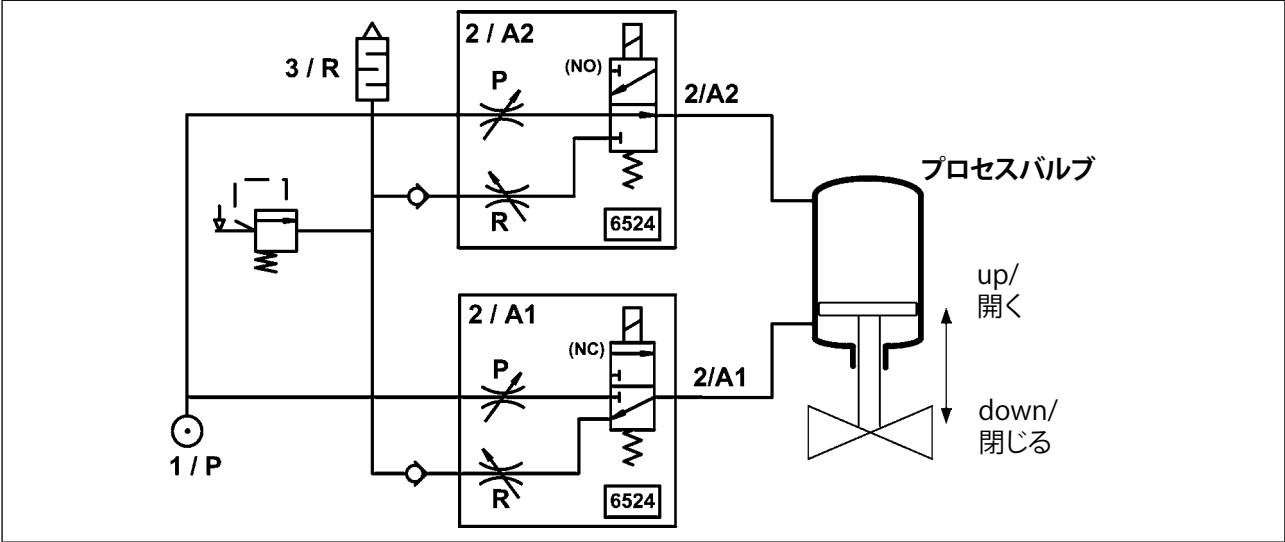 2 / A2
3 / R
P
(NO)
2/A2
R
6524
プロセスバルブ
up/
開く
down/
閉じる
2 / A1
P
(NC)
2/A1
R
6524
1 / P